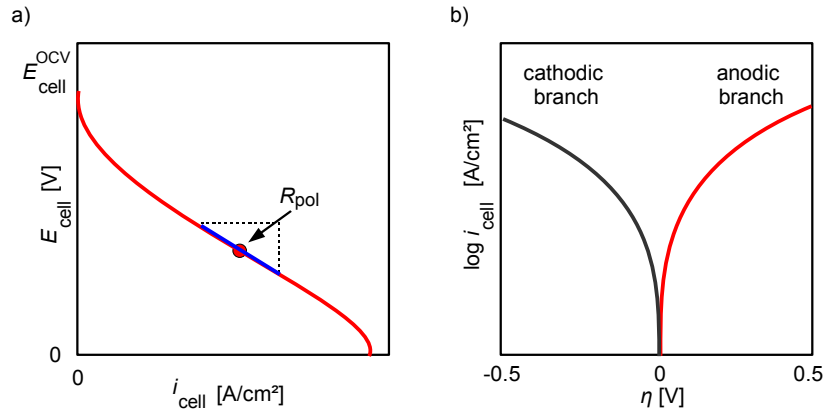 a)
E_cell^OCV
E_cell [V]
R_pol
0
0
i_cell [A/cm²]
b)
cathodic
branch
anodic
branch
log i_cell [A/cm²]
-0.5
0
0.5
η [V]